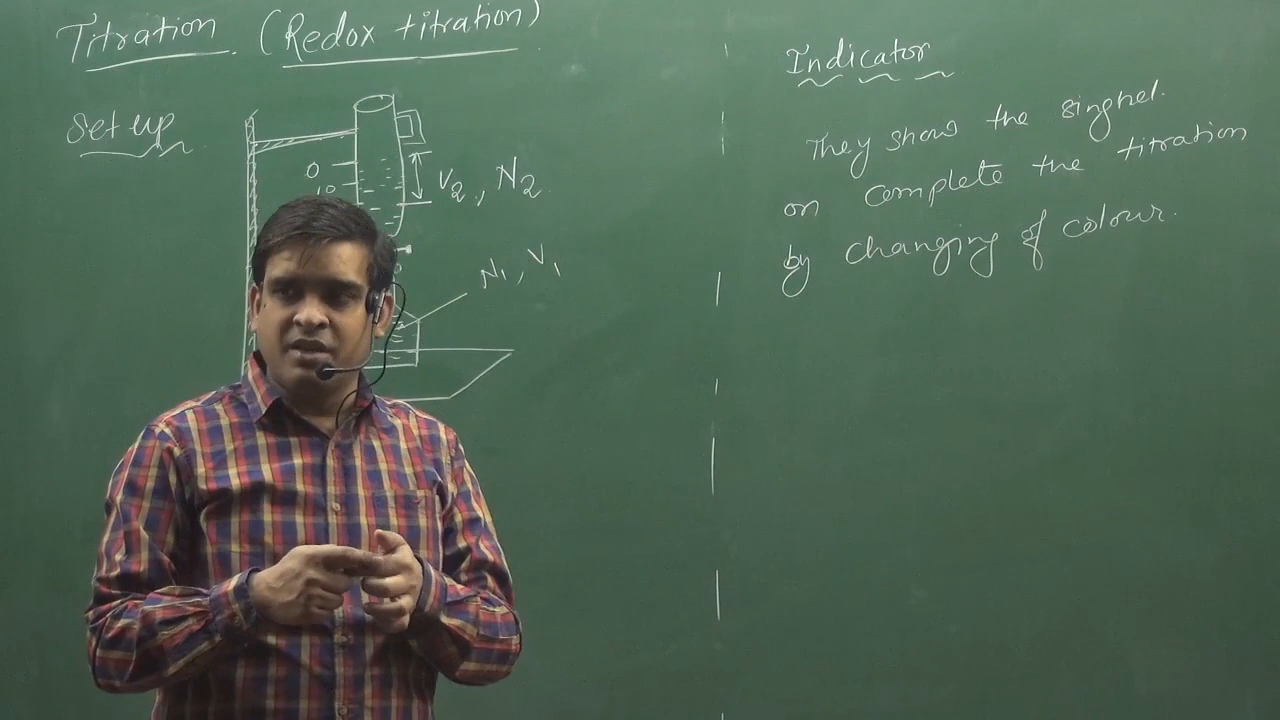 Titration (Redox titration)
Set up
0
10
V2, N2
N1, V1
Indicator
They show the singnel.
on complete the titration
by changing of colour.